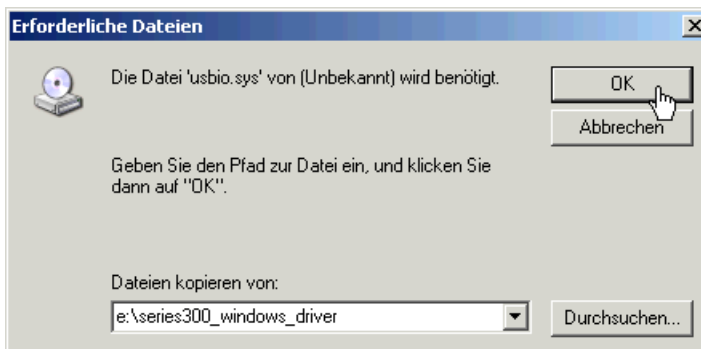 Erforderliche Dateien
Die Datei 'usbio.sys' von (Unbekannt) wird benötigt.
OK
Abbrechen
Geben Sie den Pfad zur Datei ein, und klicken Sie
dann auf "OK".
Dateien kopieren von:
e:\series300_windows_driver
Durchsuchen...